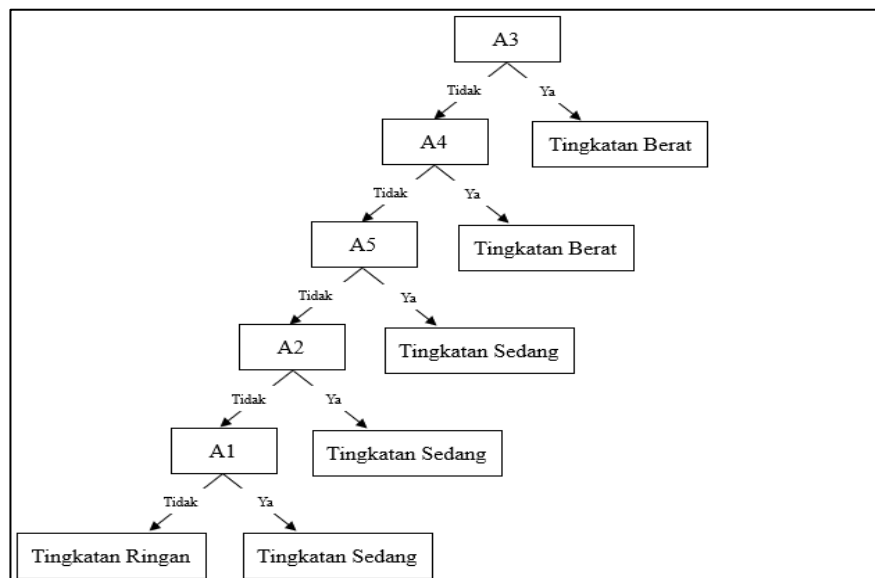 A3
Tidak
Ya
A4
Tingkatan Berat
Tidak
Ya
A5
Tingkatan Berat
Tidak
Ya
A2
Tingkatan Sedang
Tidak
Ya
A1
Tingkatan Sedang
Tidak
Ya
Tingkatan Ringan
Tingkatan Sedang